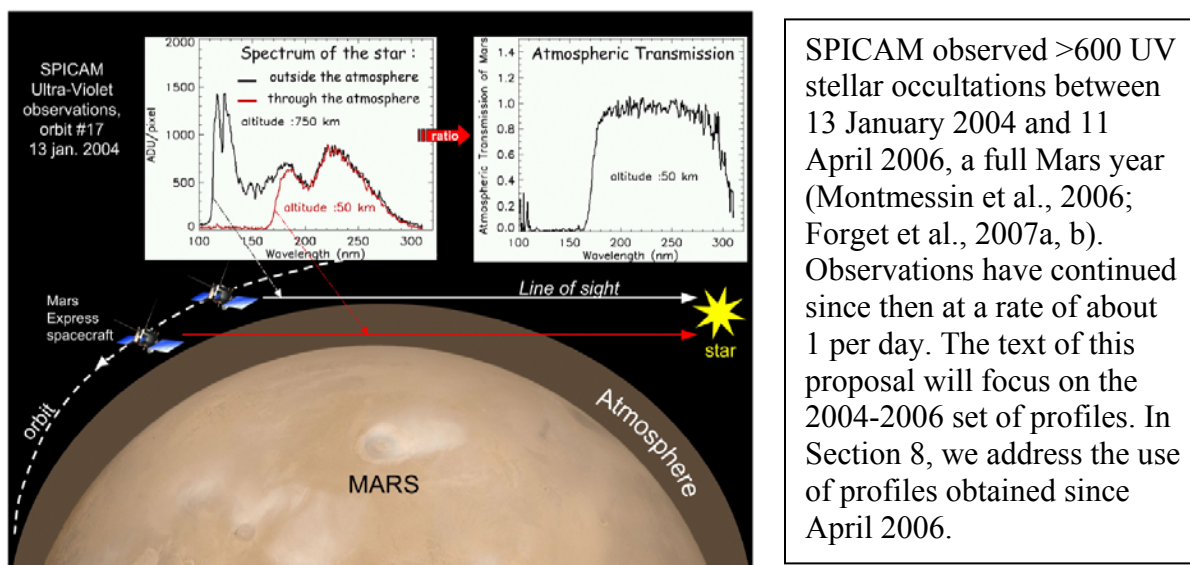 SPICAM
Ultra-Violet
observations,
orbit #17
13 jan. 2004
2000
1500
1000
500
0
ADU/pixel
Spectrum of the star :
outside the atmosphere
through the atmosphere
altitude :750 km
altitude :50 km
100 150 200 250 300
Wavelength (nm)
ratio
Atmospheric Transmission of Mars
1.4
1.2
1.0
0.8
0.6
0.4
0.2
0.0
Atmospheric Transmission
altitude :50 km
100 150 200 250 300
Wavelength (nm)
Mars
Express
spacecraft
Line of sight
star
orbit
Atmosphere
MARS
SPICAM observed >600 UV
stellar occultations between
13 January 2004 and 11
April 2006, a full Mars year
(Montmessin et al., 2006;
Forget et al., 2007a, b).
Observations have continued
since then at a rate of about
1 per day. The text of this
proposal will focus on the
2004-2006 set of profiles. In
Section 8, we address the use
of profiles obtained since
April 2006.